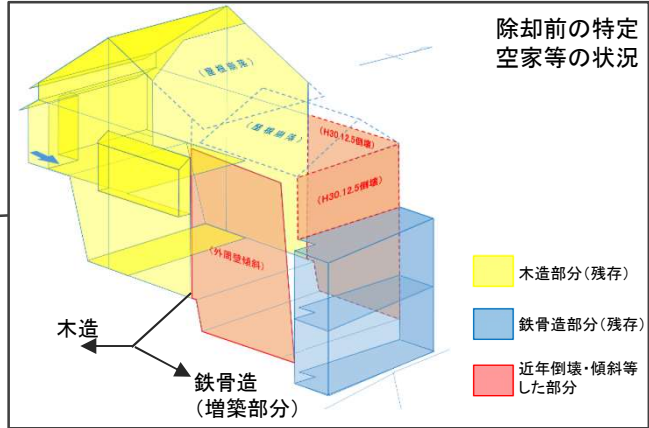 除却前の特定
空家等の状況
(屋根崩落)
(屋根崩落)
(H30.12.5倒壊)
(H30.12.5倒壊)
(外周壁傾斜)
木造部分(残存)
鉄骨造部分(残存)
近年倒壊・傾斜等
した部分
木造
鉄骨造
(増築部分)